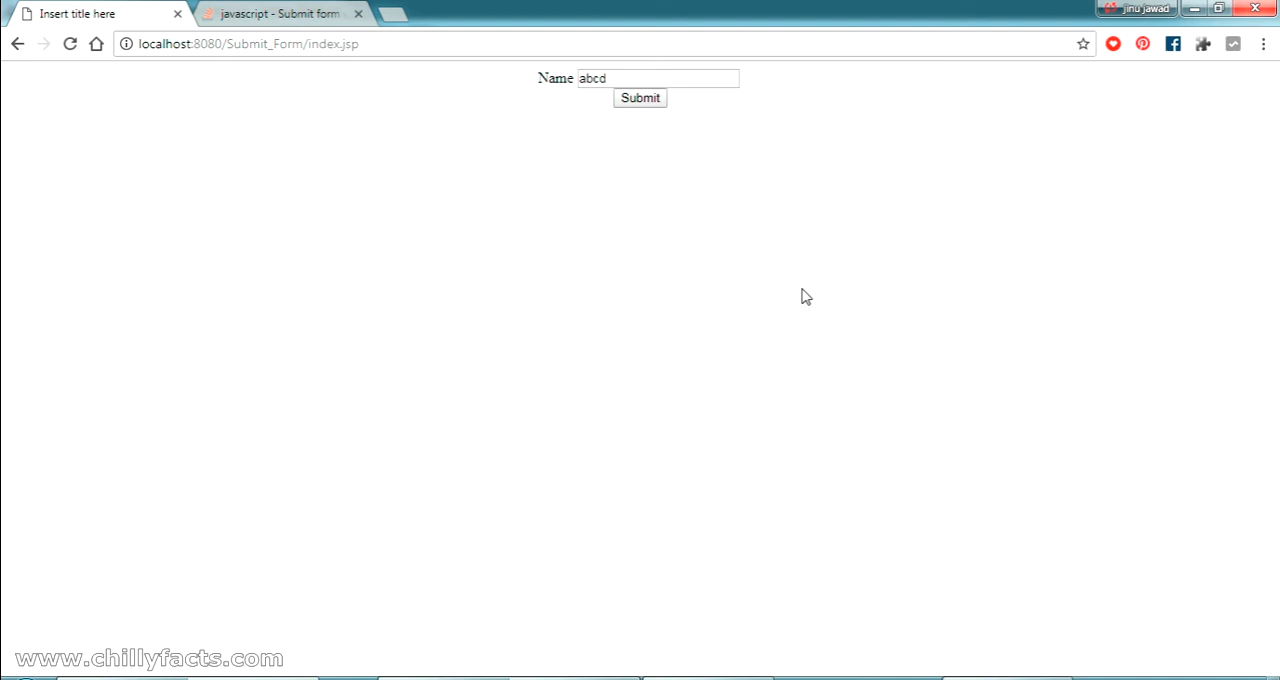 Insert title here
javascript - Submit form
jinu jawad
localhost:8080/Submit_Form/index.jsp
Name abcd
Submit
www.chillyfacts.com